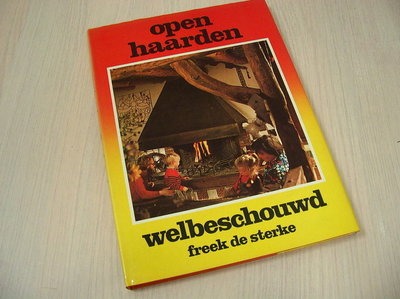 open
haarden
welbeschouwd
freek de sterke